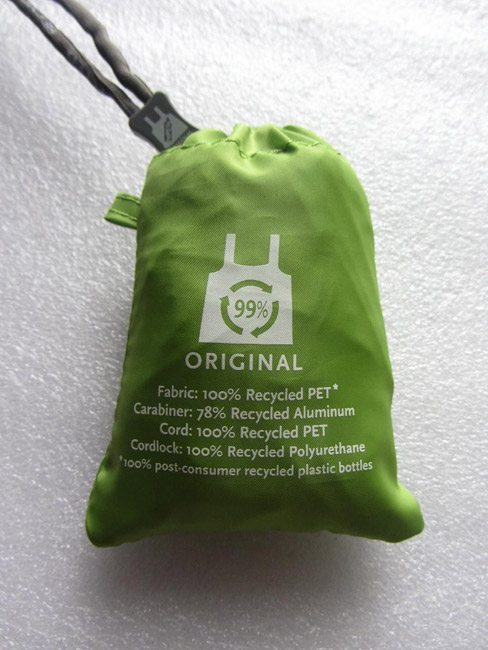 99%
ORIGINAL
Fabric: 100% Recycled PET*
Carabiner: 78% Recycled Aluminum
Cord: 100% Recycled PET
Cordlock: 100% Recycled Polyurethane
*100% post-consumer recycled plastic bottles